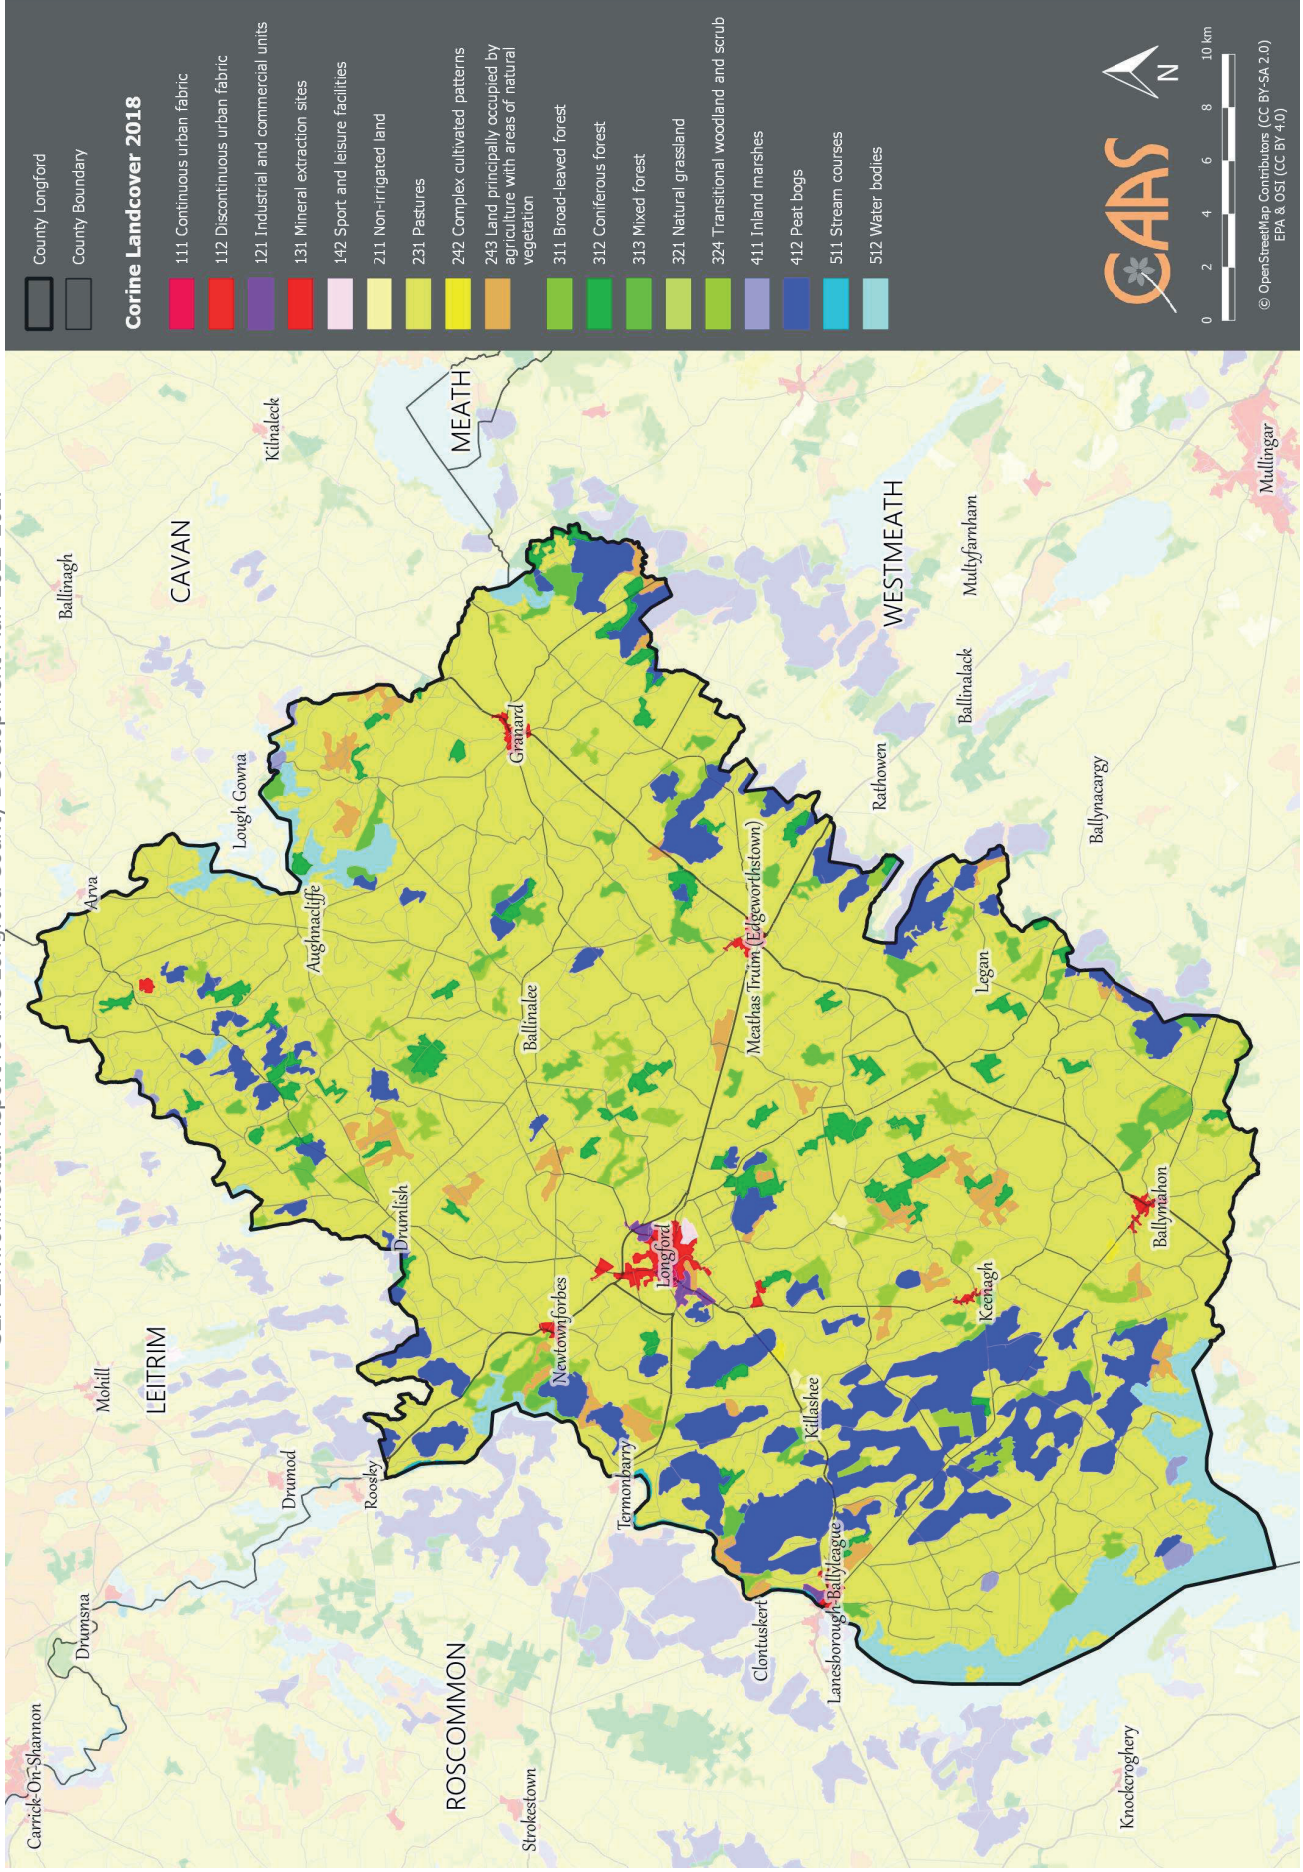 County Longford
County Boundary
Corine Landcover 2018
111 Continuous urban fabric
112 Discontinuous urban fabric
121 Industrial and commercial units
131 Mineral extraction sites
142 Sport and leisure facilities
211 Non-irrigated land
231 Pastures
242 Complex cultivated patterns
243 Land principally occupied by
agriculture with areas of natural
vegetation
311 Broad-leaved forest
312 Coniferous forest
313 Mixed forest
321 Natural grassland
324 Transitional woodland and scrub
411 Inland marshes
412 Peat bogs
511 Stream courses
512 Water bodies
CAAS
N
0 2 4 6 8 10 km
© OpenStreetMap Contributors (CC BY-SA 2.0)
EPA & OSI (CC BY 4.0)
Carrick-On-Shannon
Drumsna
Mohill
Drumod
Roosky
LEITRIM
Arva
Ballinagh
CAVAN
Lough Gowna
Kilnaleck
MEATH
Aughnacliffe
Drumlish
ROSCOMMON
Strokestown
Newtownforbes
Ballinalee
Granard
Termonbarry
Longford
Clontuskert
Meathas Truim (Edgeworthstown)
Lanesborough-Ballyleague
Killashee
Rathowen
WESTMEATH
Multyfarnham
Ballinalack
Legan
Keenagh
Ballynacargy
Ballymahon
Knockcroghery
Mullingar